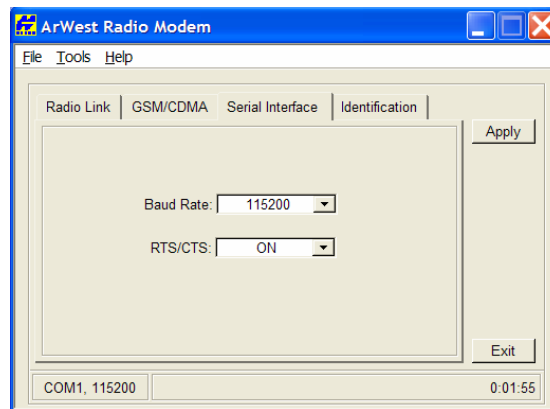 ArWest Radio Modem
File Tools Help
Radio Link GSM/CDMA Serial Interface Identification
Apply
Baud Rate: 115200
RTS/CTS: ON
Exit
COM1, 115200 0:01:55